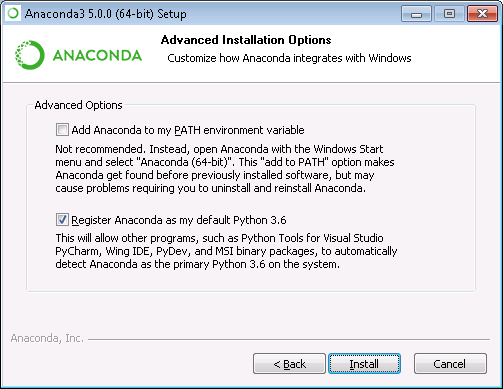 Anaconda3 5.0.0 (64-bit) Setup
ANACONDA
Advanced Installation Options
Customize how Anaconda integrates with Windows
Advanced Options
Add Anaconda to my PATH environment variable
Not recommended. Instead, open Anaconda with the Windows Start
menu and select "Anaconda (64-bit)". This "add to PATH" option makes
Anaconda get found before previously installed software, but may
cause problems requiring you to uninstall and reinstall Anaconda.
Register Anaconda as my default Python 3.6
This will allow other programs, such as Python Tools for Visual Studio
PyCharm, Wing IDE, PyDev, and MSI binary packages, to automatically
detect Anaconda as the primary Python 3.6 on the system.
Anaconda, Inc.
< Back
Install
Cancel